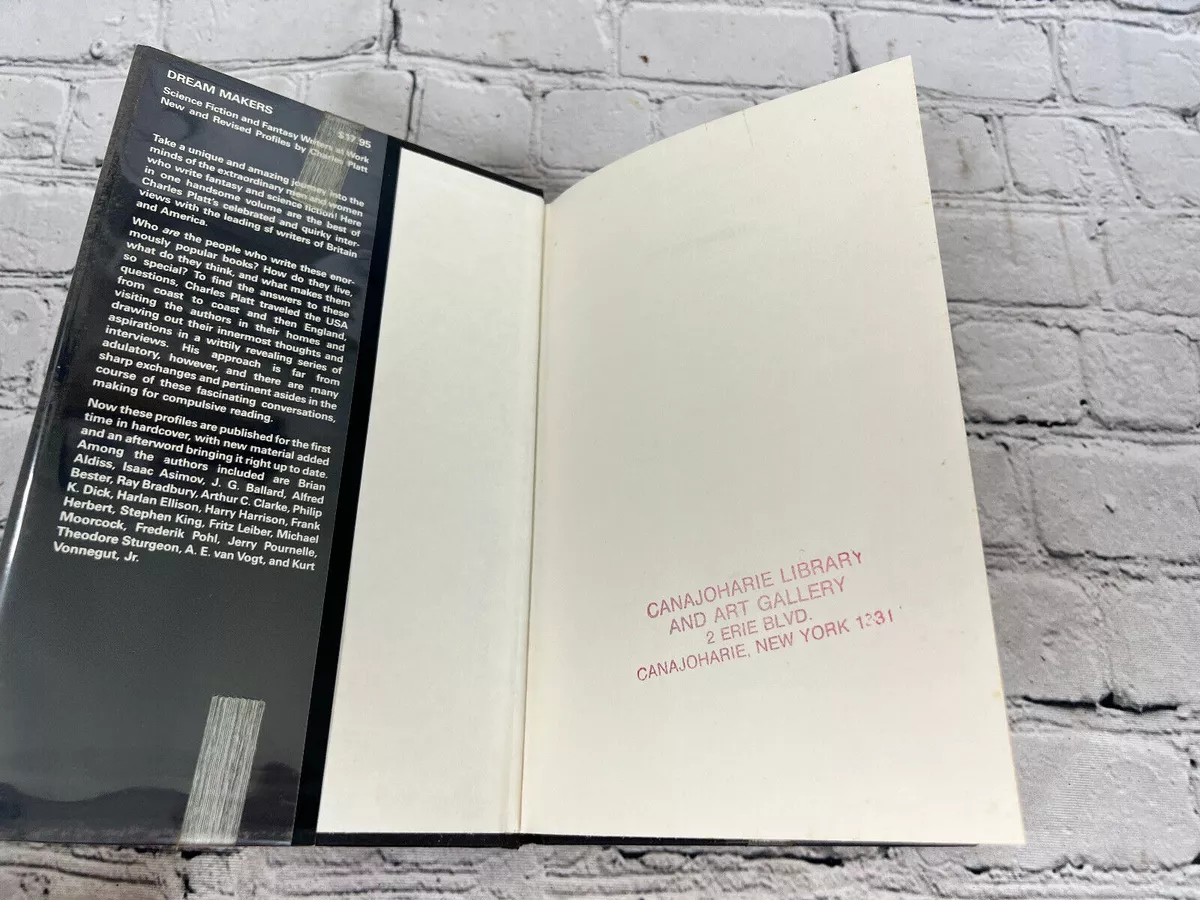 DREAM MAKERS
$17.95
Science Fiction and Fantasy Writers at Work
New and Revised Profiles by Charles Platt
Take a unique and amazing journey into the
minds of the extraordinary men and women
who write fantasy and science fiction! Here
in one handsome volume are the best of
Charles Platt's celebrated and quirky inter-
views with the leading sf writers of Britain
and America.
Who are the people who write these enor-
mously popular books? How do they live,
what do they think, and what makes them
so special? To find the answers to these
questions, Charles Platt traveled the USA
from coast to coast and then England,
visiting the authors in their homes and
drawing out their innermost thoughts and
aspirations in a wittily revealing series of
interviews. His approach is far from
adulatory, however, and there are many
sharp exchanges and pertinent asides in the
course of these fascinating conversations,
making for compulsive reading.
Now these profiles are published for the first
time in hardcover, with new material added
and an afterword bringing it right up to date.
Among the authors included are Brian
Aldiss, Isaac Asimov, J. G. Ballard, Alfred
Bester, Ray Bradbury, Arthur C. Clarke, Philip
K. Dick, Harlan Ellison, Harry Harrison, Frank
Herbert, Stephen King, Fritz Leiber, Michael
Moorcock, Frederik Pohl, Jerry Pournelle,
Theodore Sturgeon, A. E. van Vogt, and Kurt
Vonnegut, Jr.
CANAJOHARIE LIBRARY
AND ART GALLERY
2 ERIE BLVD.
CANAJOHARIE, NEW YORK